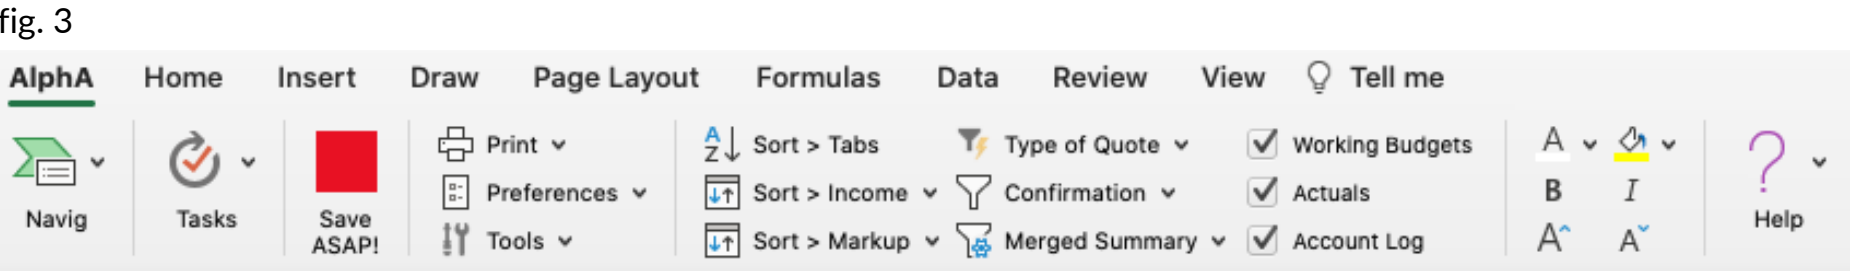 fig. 3
AlphA Home Insert Draw Page Layout Formulas Data Review View Tell me
Navig
Tasks
Save
ASAP!
Print
Preferences
Tools
A
Z
Sort > Tabs
Sort > Income
Sort > Markup
Type of Quote
Confirmation
Merged Summary
Working Budgets
Actuals
Account Log
A
B I
A^ A˅
?
Help